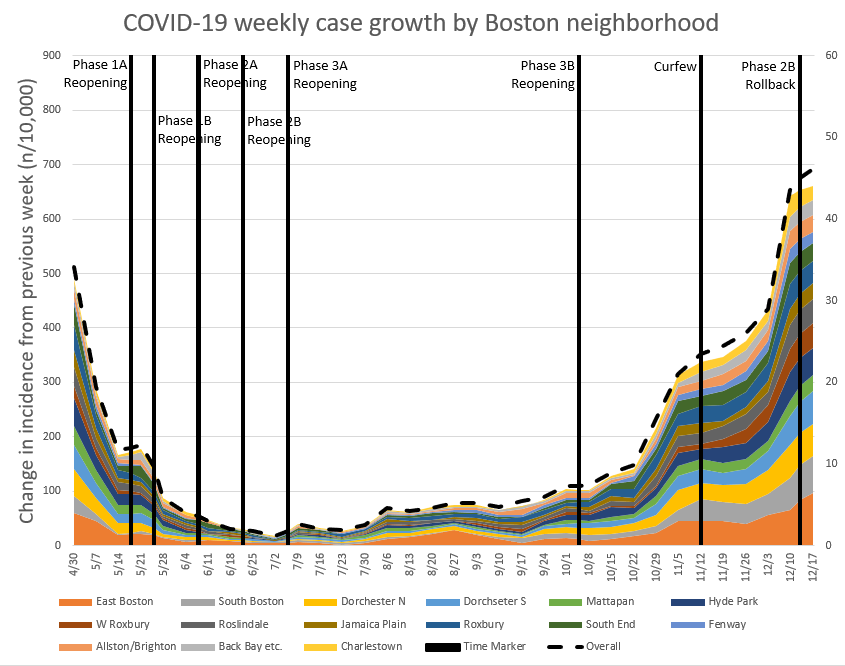 COVID-19 weekly case growth by Boston neighborhood
Change in incidence from previous week (n/10,000)
900
800
700
600
500
400
300
200
100
0
60
50
40
30
20
10
0
Phase 1A
Reopening
Phase 1B
Reopening
Phase 2A
Reopening
Phase 2B
Reopening
Phase 3A
Reopening
Phase 3B
Reopening
Curfew
Phase 2B
Rollback
4/30
5/7
5/14
5/21
5/28
6/4
6/11
6/18
6/25
7/2
7/9
7/16
7/23
7/30
8/6
8/13
8/20
8/27
9/3
9/10
9/17
9/24
10/1
10/8
10/15
10/22
10/29
11/5
11/12
11/19
11/26
12/3
12/10
12/17
East Boston South Boston Dorchester N Dorchseter S Mattapan Hyde Park
W Roxbury Roslindale Jamaica Plain Roxbury South End Fenway
Allston/Brighton Back Bay etc. Charlestown Time Marker Overall